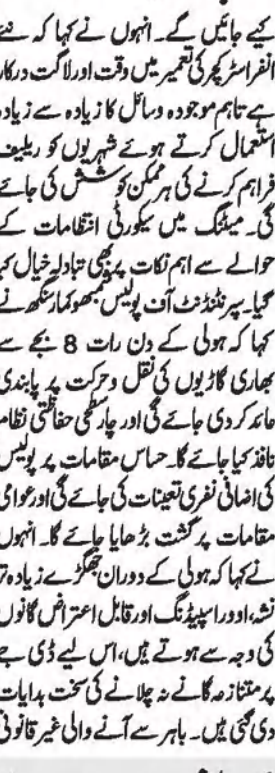 کیے جائیں گے۔ انہوں نے کہا کہ نئے
انفراسٹرکچر کی تعمیر میں وقت اور لاگت درکار
ہے تاہم موجودہ وسائل کا زیادہ سے زیادہ
استعمال کرتے ہوئے شہریوں کو ریلیف
فراہم کرنے کی ہر ممکن کوشش کی جائے
گی۔ میٹنگ میں سیکورٹی انتظامات کے
حوالے سے اہم نکات پر بھی تبادلہ خیال کیا
گیا۔ سپرنٹنڈنٹ آف پولیس شمبھو کمار سنگھ نے
کہا کہ ہولی کے دن رات 8 بجے سے
بھاری گاڑیوں کی نقل و حرکت پر پابندی
عائد کر دی جائے گی اور چار سطحی حفاظتی نظام
نافذ کیا جائے گا۔ حساس مقامات پر پولیس
کی اضافی نفری تعینات کی جائے گی اور عوامی
مقامات پر گشت بڑھایا جائے گا۔ انہوں
نے کہا کہ ہولی کے دوران جھگڑے زیادہ تر
نشہ، اوور اسپیڈنگ اور قابل اعتراض گانوں
کی وجہ سے ہوتے ہیں، اس لیے ڈی جے
پر متنازعہ گانے نہ چلانے کی سخت ہدایات
دی گئی ہیں۔ باہر سے آنے والی غیر قانونی